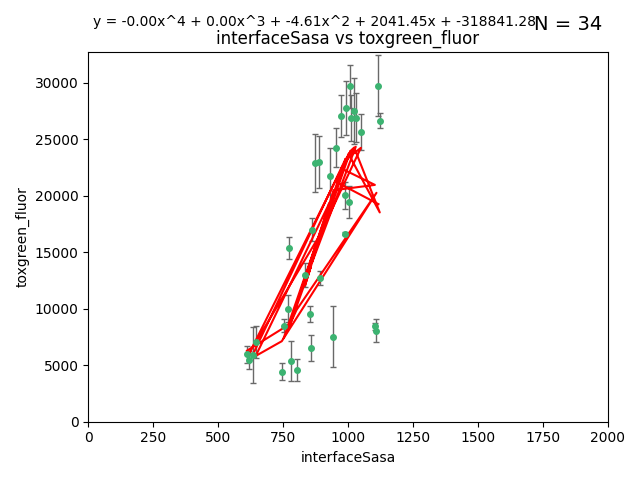 y = -0.00x^4 + 0.00x^3 + -4.61x^2 + 2041.45x + -318841.28
N = 34
interfaceSasa vs toxgreen_fluor
30000
25000
20000
15000
10000
5000
0
toxgreen_fluor
0 250 500 750 1000 1250 1500 1750 2000
interfaceSasa